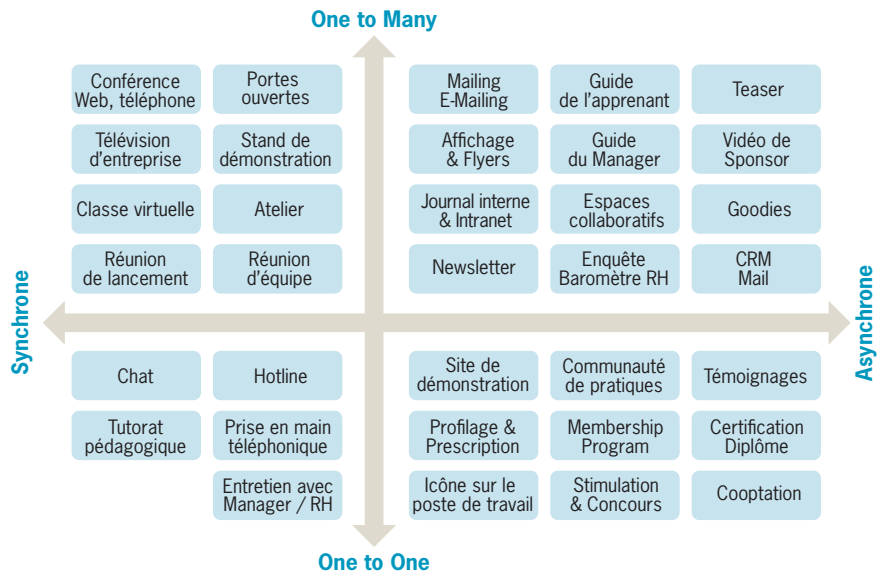 One to Many
Conférence
Web, téléphone
Portes
ouvertes
Télévision
d'entreprise
Stand de
démonstration
Classe virtuelle
Atelier
Réunion
de lancement
Réunion
d'équipe
Mailing
E-Mailing
Guide
de l'apprenant
Teaser
Affichage
& Flyers
Guide
du Manager
Vidéo de
Sponsor
Journal interne
& Intranet
Espaces
collaboratifs
Goodies
Newsletter
Enquête
Baromètre RH
CRM
Mail
Synchrone
Asynchrone
Chat
Hotline
Tutorat
pédagogique
Prise en main
téléphonique
Entretien avec
Manager / RH
Site de
démonstration
Communauté
de pratiques
Témoignages
Profilage &
Prescription
Membership
Program
Certification
Diplôme
Icône sur le
poste de travail
Stimulation
& Concours
Cooptation
One to One